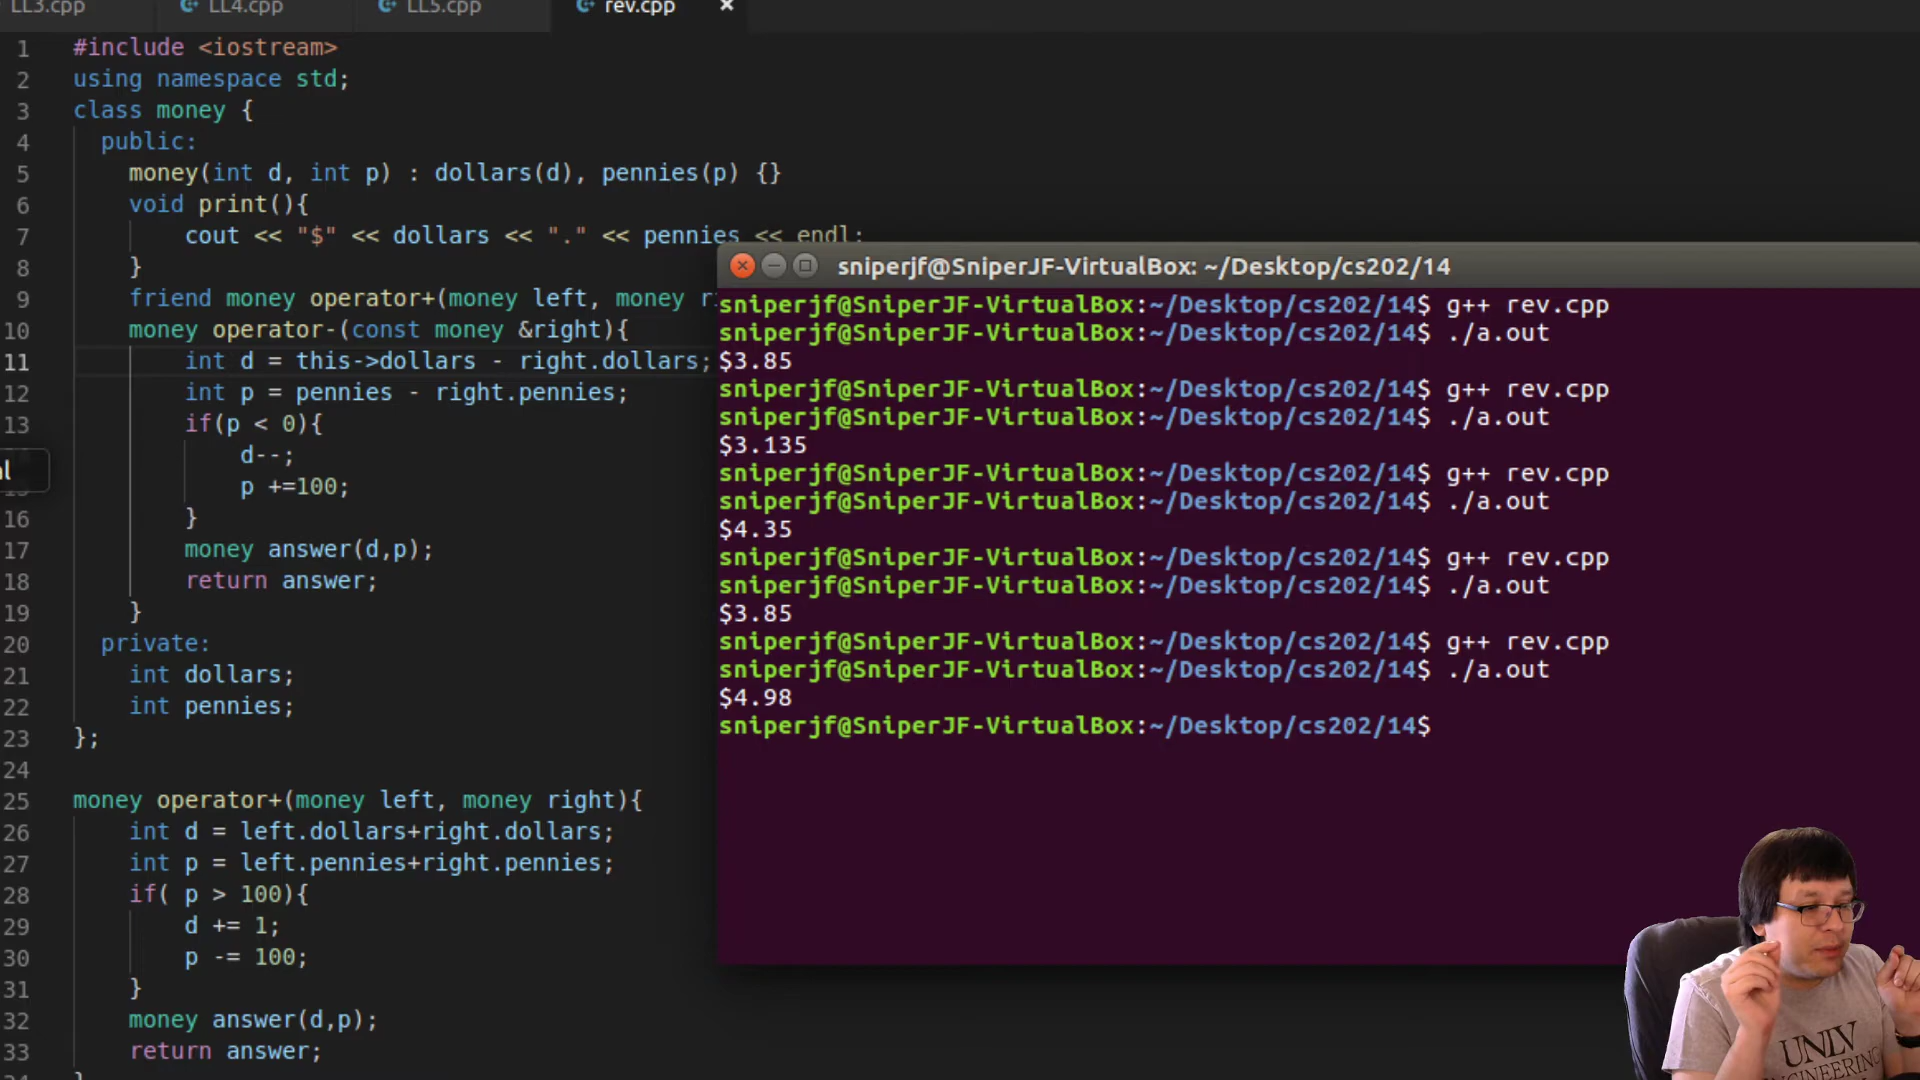 LL3.cpp LL4.cpp LL5.cpp rev.cpp ×
1 #include <iostream>
2 using namespace std;
3 class money {
4 public:
5 money(int d, int p) : dollars(d), pennies(p) {}
6 void print(){
7 cout << "$" << dollars << "." << pennies << endl;
8 }
9 friend money operator+(money left, money r
10 money operator-(const money &right){
11 int d = this->dollars - right.dollars;
12 int p = pennies - right.pennies;
13 if(p < 0){
d--;
p +=100;
16 }
17 money answer(d,p);
18 return answer;
19 }
20 private:
21 int dollars;
22 int pennies;
23 };
24
25 money operator+(money left, money right){
26 int d = left.dollars+right.dollars;
27 int p = left.pennies+right.pennies;
28 if( p > 100){
29 d += 1;
30 p -= 100;
31 }
32 money answer(d,p);
33 return answer;
sniperjf@SniperJF-VirtualBox: ~/Desktop/cs202/14
sniperjf@SniperJF-VirtualBox:~/Desktop/cs202/14$ g++ rev.cpp
sniperjf@SniperJF-VirtualBox:~/Desktop/cs202/14$ ./a.out
$3.85
sniperjf@SniperJF-VirtualBox:~/Desktop/cs202/14$ g++ rev.cpp
sniperjf@SniperJF-VirtualBox:~/Desktop/cs202/14$ ./a.out
$3.135
sniperjf@SniperJF-VirtualBox:~/Desktop/cs202/14$ g++ rev.cpp
sniperjf@SniperJF-VirtualBox:~/Desktop/cs202/14$ ./a.out
$4.35
sniperjf@SniperJF-VirtualBox:~/Desktop/cs202/14$ g++ rev.cpp
sniperjf@SniperJF-VirtualBox:~/Desktop/cs202/14$ ./a.out
$3.85
sniperjf@SniperJF-VirtualBox:~/Desktop/cs202/14$ g++ rev.cpp
sniperjf@SniperJF-VirtualBox:~/Desktop/cs202/14$ ./a.out
$4.98
sniperjf@SniperJF-VirtualBox:~/Desktop/cs202/14$
UNLV
ENGINEERING